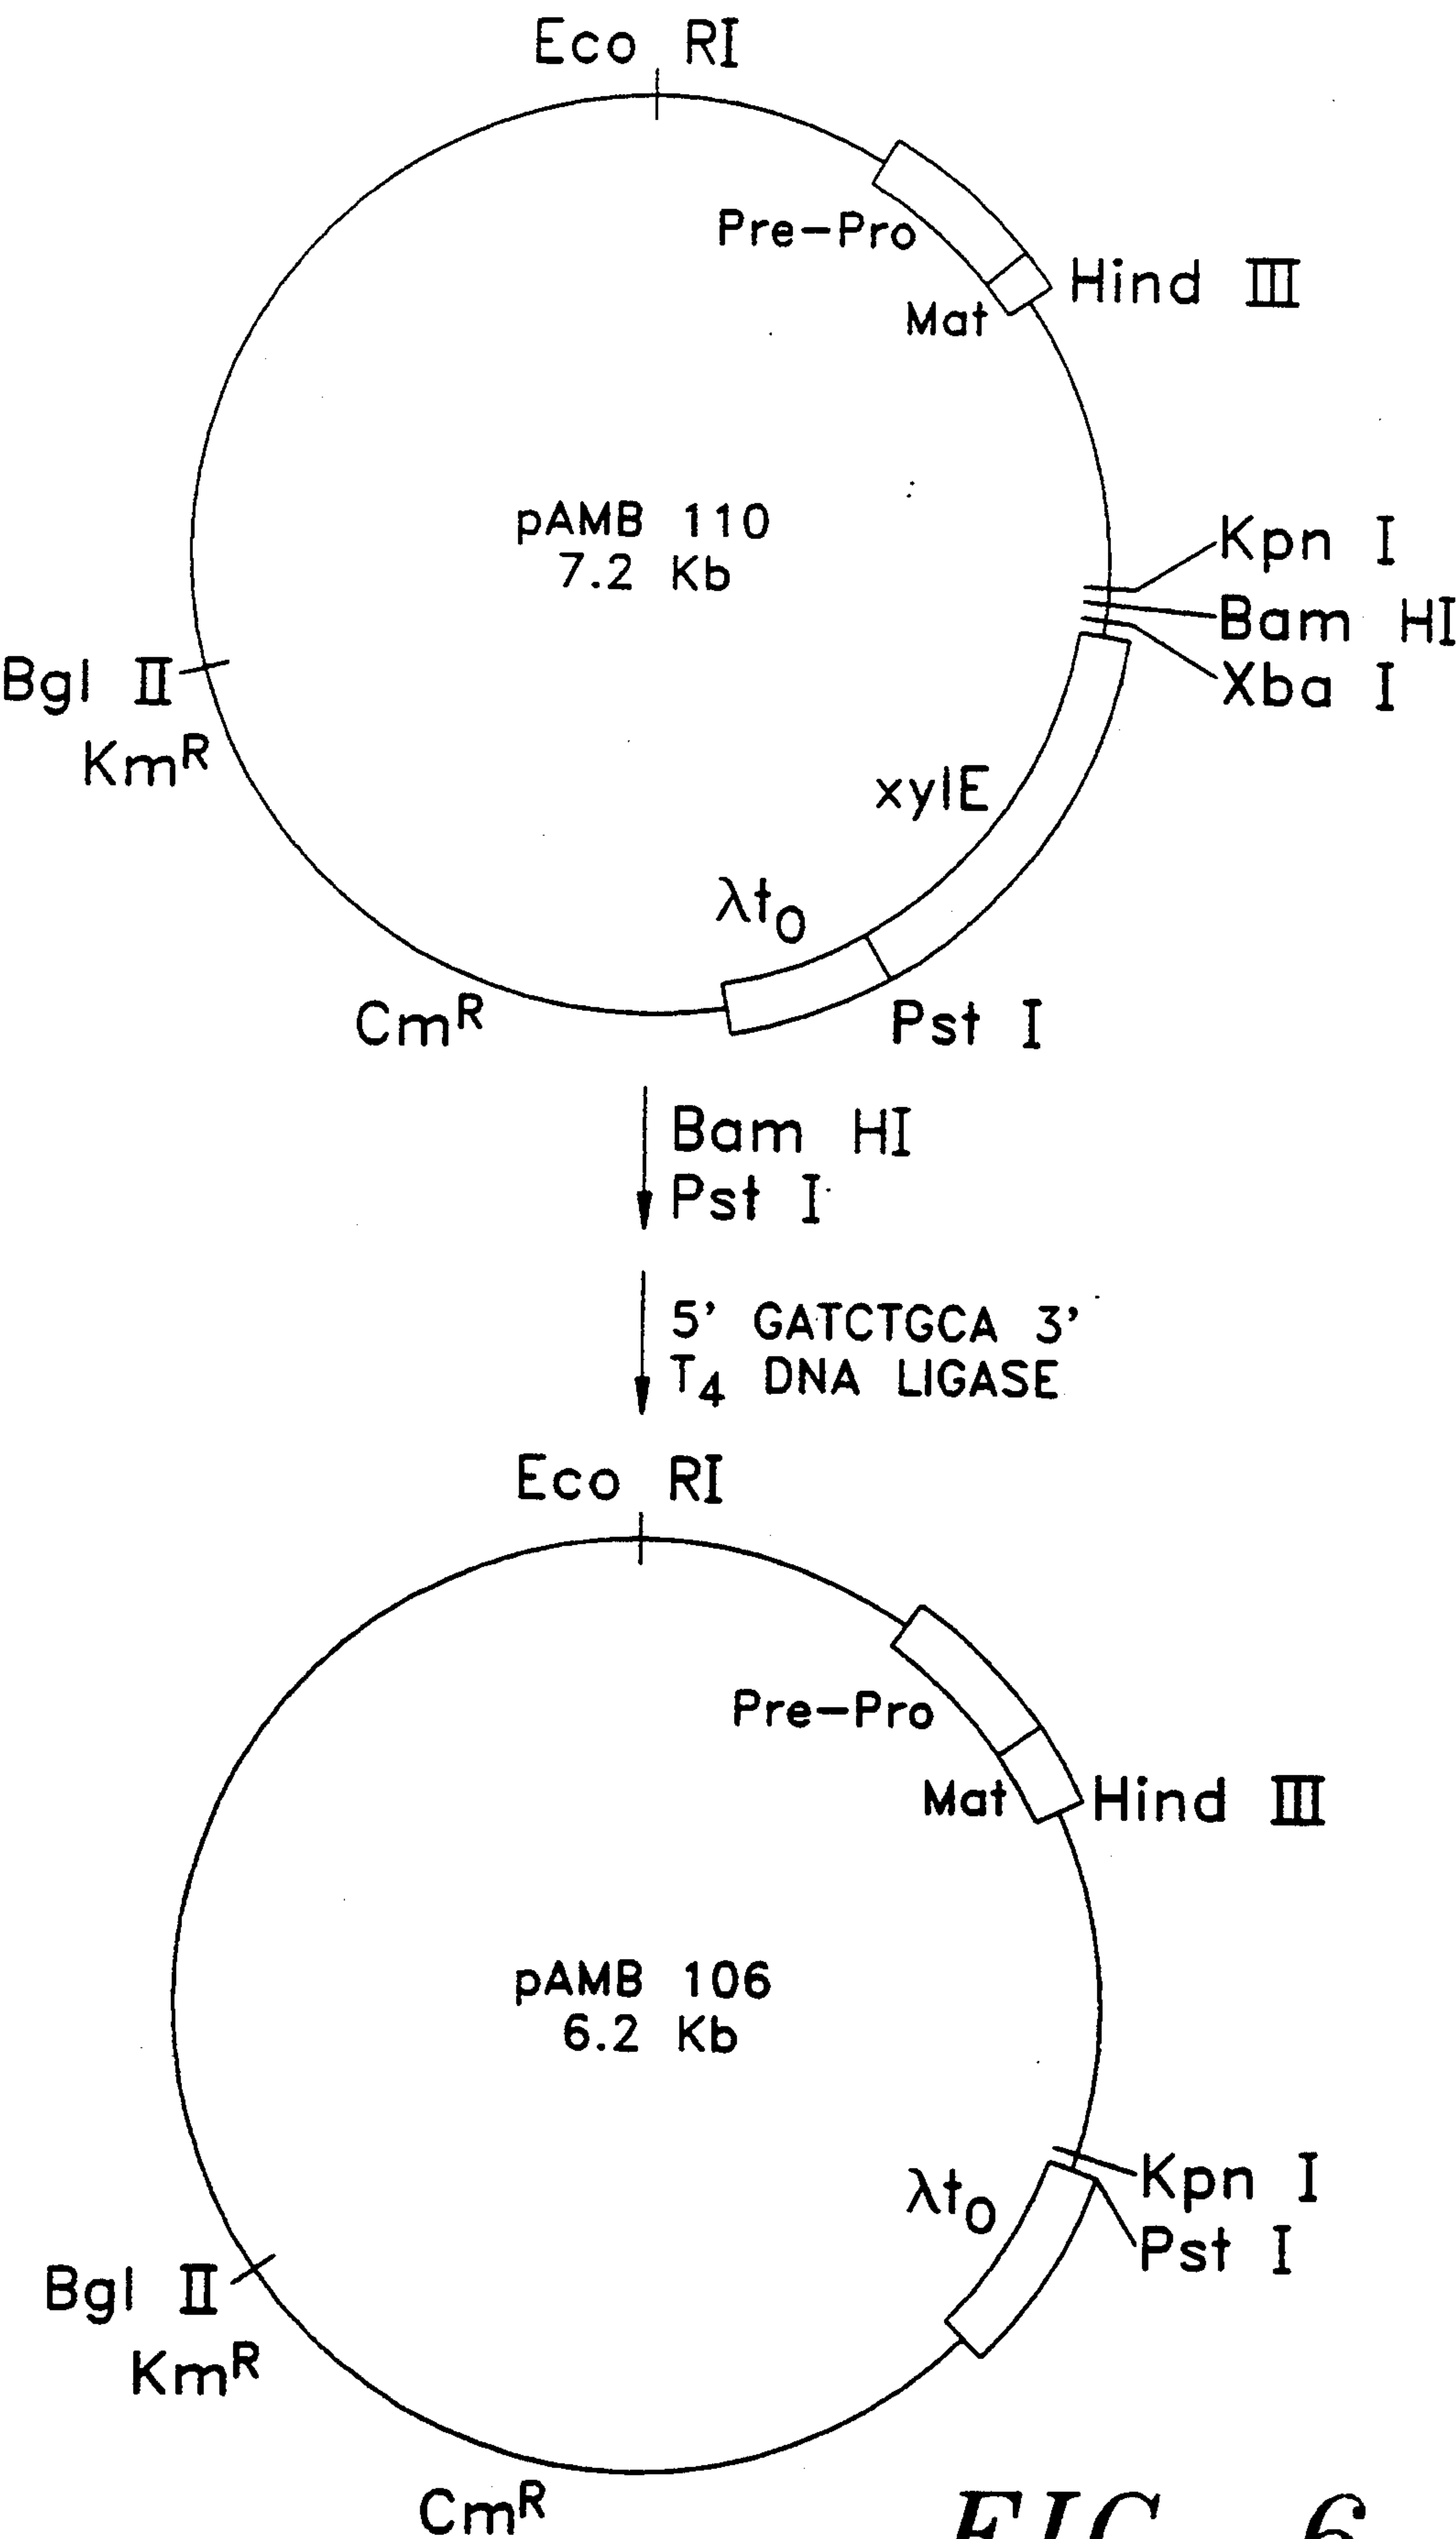 Eco RI
Pre-Pro
Hind III
Mat
pAMB 110
7.2 Kb
Kpn I
Bam HI
Xba I
Bgl II
KmR
xylE
λt0
CmR
Pst I
Bam HI
Pst I
5' GATCTGCA 3'
T4 DNA LIGASE
Eco RI
Pre-Pro
Mat
Hind III
pAMB 106
6.2 Kb
Kpn I
λt0
Pst I
Bgl II
KmR
CmR
FIG. 6